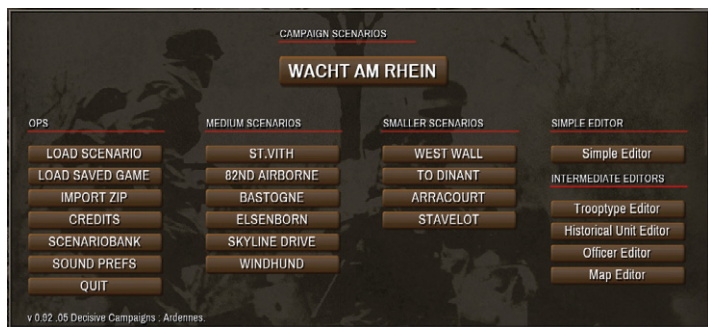 CAMPAIGN SCENARIOS
WACHT AM RHEIN
OPS
LOAD SCENARIO
LOAD SAVED GAME
IMPORT ZIP
CREDITS
SCENARIOBANK
SOUND PREFS
QUIT
MEDIUM SCENARIOS
ST.VITH
82ND AIRBORNE
BASTOGNE
ELSENBORN
SKYLINE DRIVE
WINDHUND
SMALLER SCENARIOS
WEST WALL
TO DINANT
ARRACOURT
STAVELOT
SIMPLE EDITOR
Simple Editor
INTERMEDIATE EDITORS
Trooptype Editor
Historical Unit Editor
Officer Editor
Map Editor
v 0.92 .05 Decisive Campaigns : Ardennes.